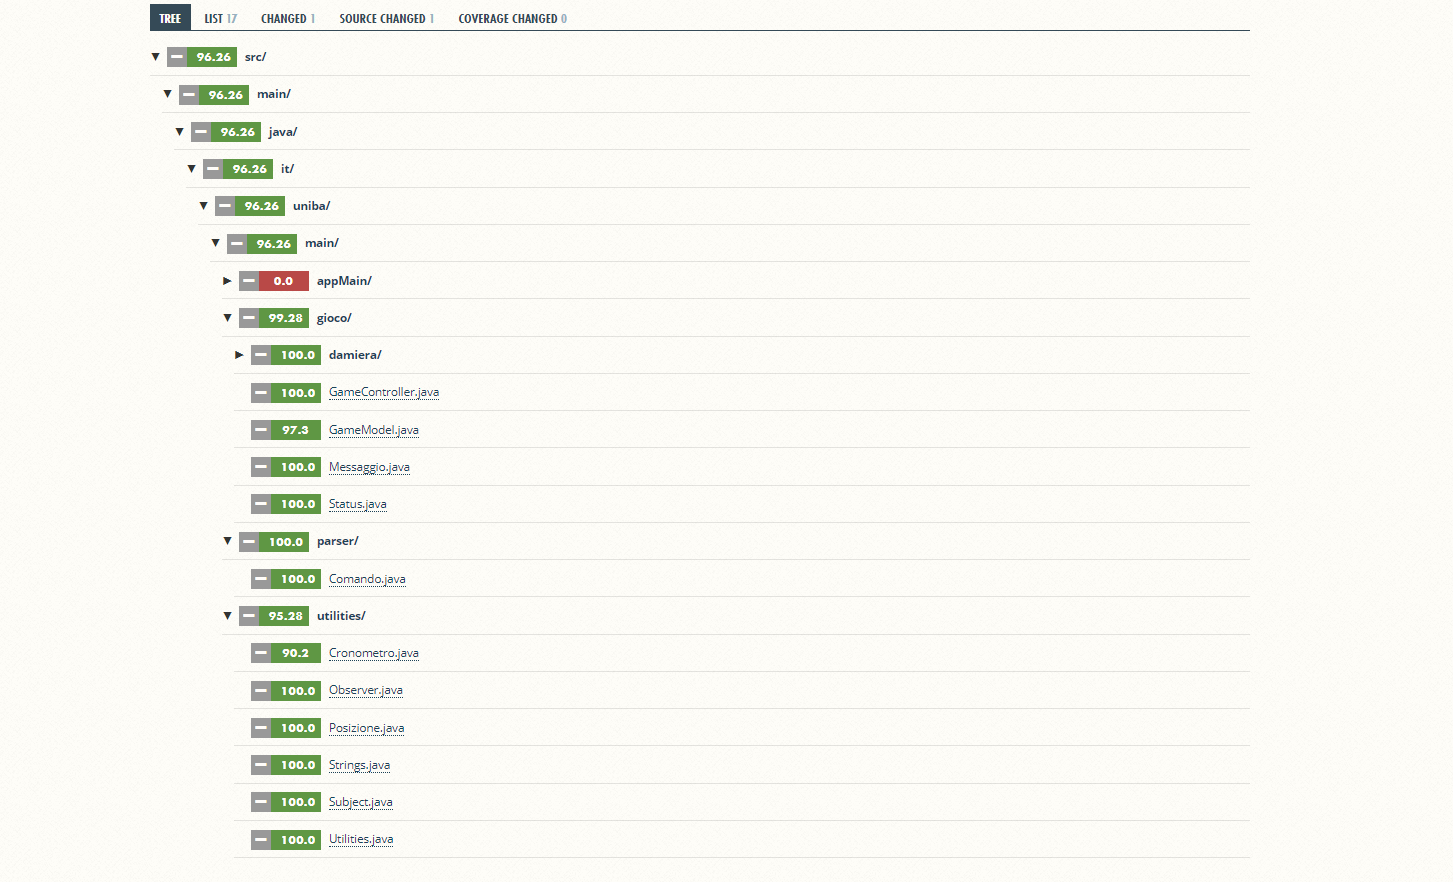 TREE LIST 17 CHANGED 1 SOURCE CHANGED 1 COVERAGE CHANGED 0
96.26 src/
96.26 main/
96.26 java/
96.26 it/
96.26 uniba/
96.26 main/
0.0 appMain/
99.28 gioco/
100.0 damiera/
100.0 GameController.java
97.3 GameModel.java
100.0 Messaggio.java
100.0 Status.java
100.0 parser/
100.0 Comando.java
95.28 utilities/
90.2 Cronometro.java
100.0 Observer.java
100.0 Posizione.java
100.0 Strings.java
100.0 Subject.java
100.0 Utilities.java